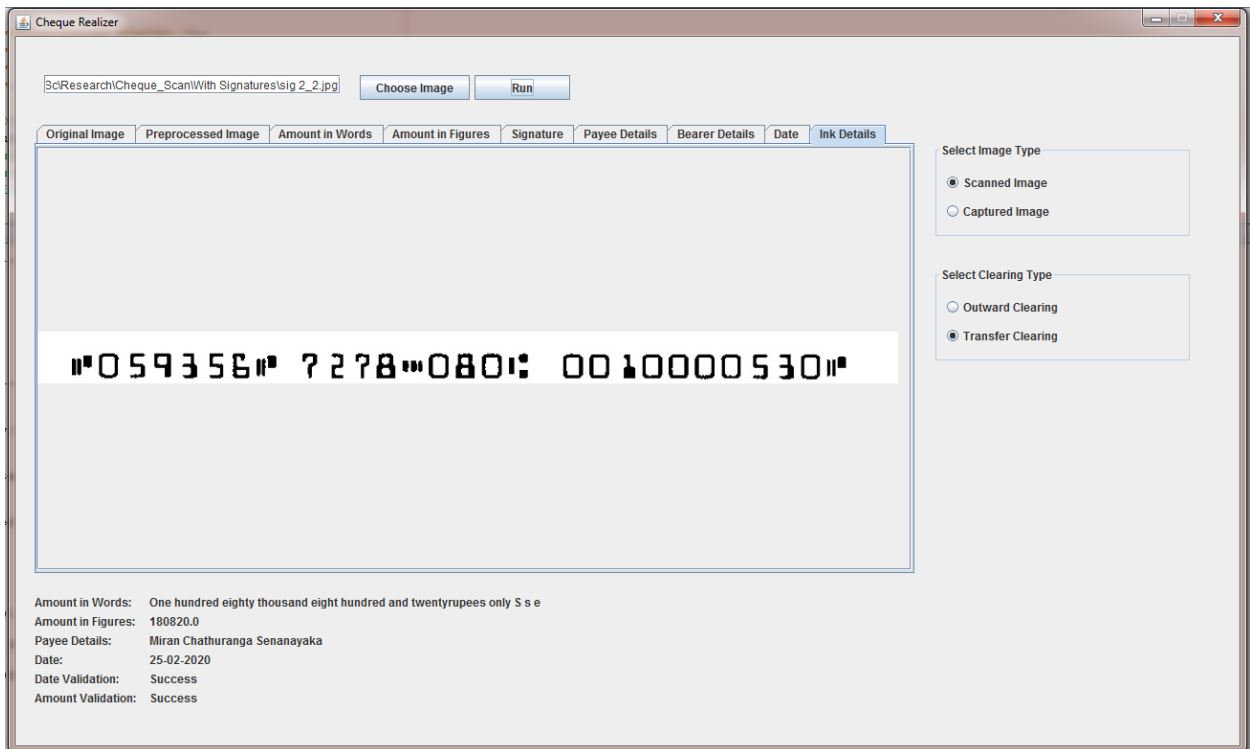 Cheque Realizer
Sc\Research\Cheque_Scan\With Signatures\sig 2_2.jpg Choose Image Run
Original Image Preprocessed Image Amount in Words Amount in Figures Signature Payee Details Bearer Details Date Ink Details
⑈059356⑈ 7278⑉080⑆ 0010000530⑈
Select Image Type
Scanned Image
Captured Image
Select Clearing Type
Outward Clearing
Transfer Clearing
Amount in Words: One hundred eighty thousand eight hundred and twentyrupees only S s e
Amount in Figures: 180820.0
Payee Details: Miran Chathuranga Senanayaka
Date: 25-02-2020
Date Validation: Success
Amount Validation: Success